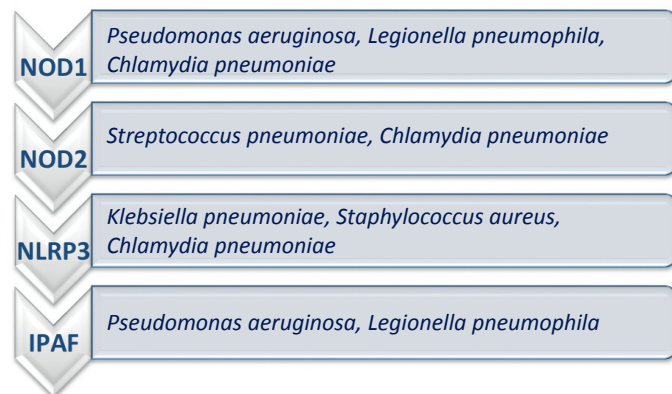 NOD1
Pseudomonas aeruginosa, Legionella pneumophila,
Chlamydia pneumoniae
NOD2
Streptococcus pneumoniae, Chlamydia pneumoniae
NLRP3
Klebsiella pneumoniae, Staphylococcus aureus,
Chlamydia pneumoniae
IPAF
Pseudomonas aeruginosa, Legionella pneumophila